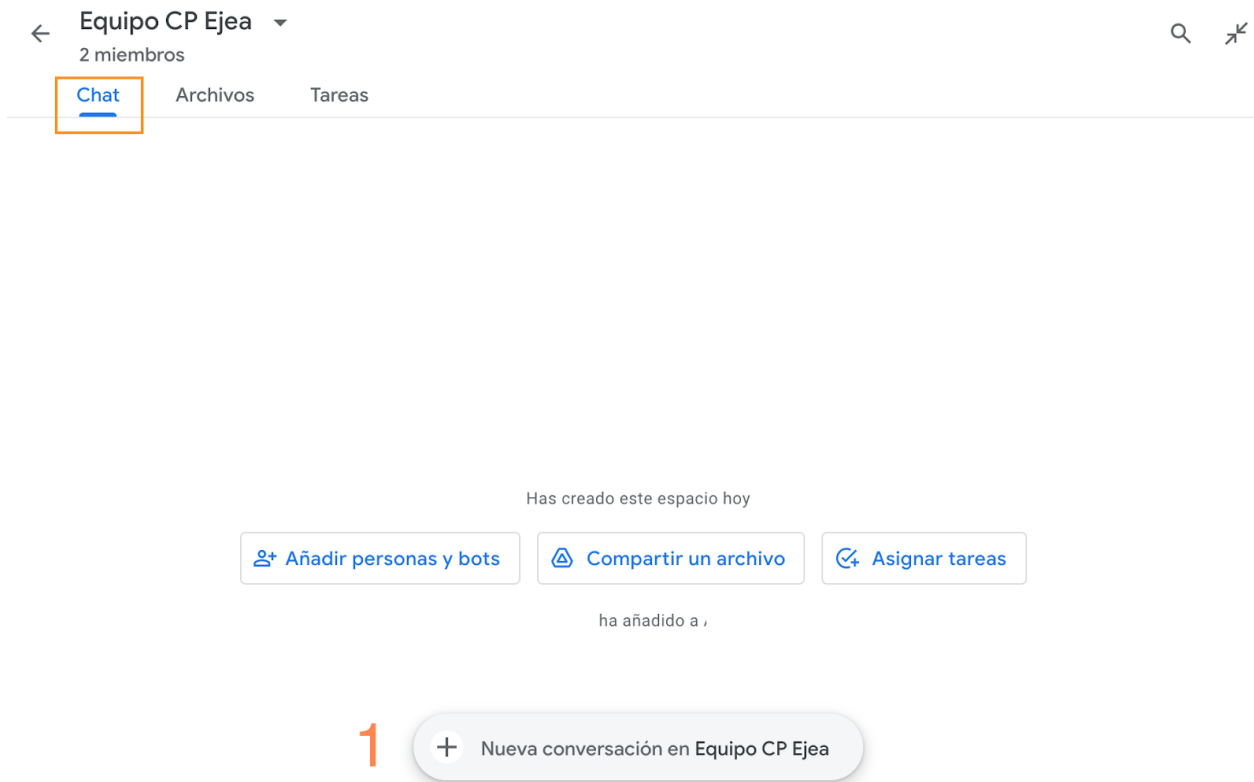 Equipo CP Ejea
2 miembros
Chat Archivos Tareas
Has creado este espacio hoy
Añadir personas y bots Compartir un archivo Asignar tareas
ha añadido a
1 Nueva conversación en Equipo CP Ejea